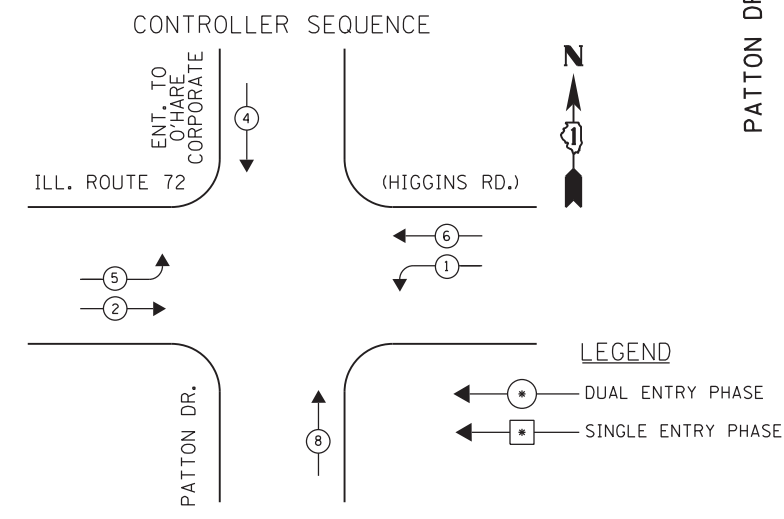 CONTROLLER SEQUENCE
PATTON DR
N
1
ENT. TO
O'HARE
CORPORATE
4
ILL. ROUTE 72
(HIGGINS RD.)
6
5
1
2
LEGEND
* DUAL ENTRY PHASE
* SINGLE ENTRY PHASE
PATTON DR.
8